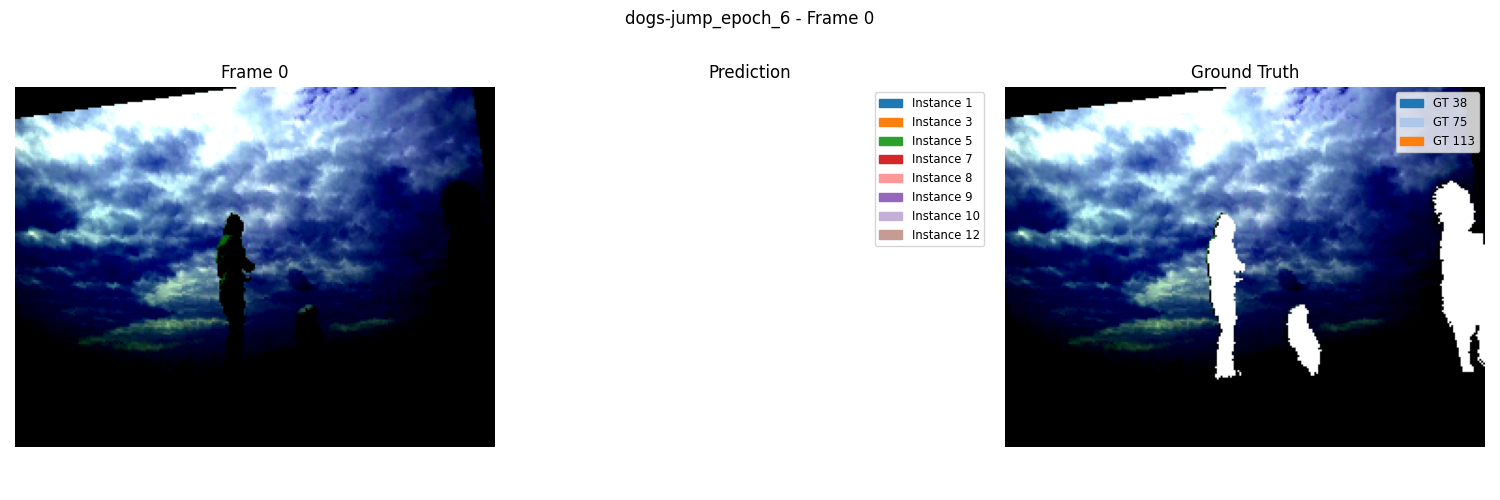 dogs-jump_epoch_6 - Frame 0
Frame 0
Prediction
Instance 1
Instance 3
Instance 5
Instance 7
Instance 8
Instance 9
Instance 10
Instance 12
Ground Truth
GT 38
GT 75
GT 113